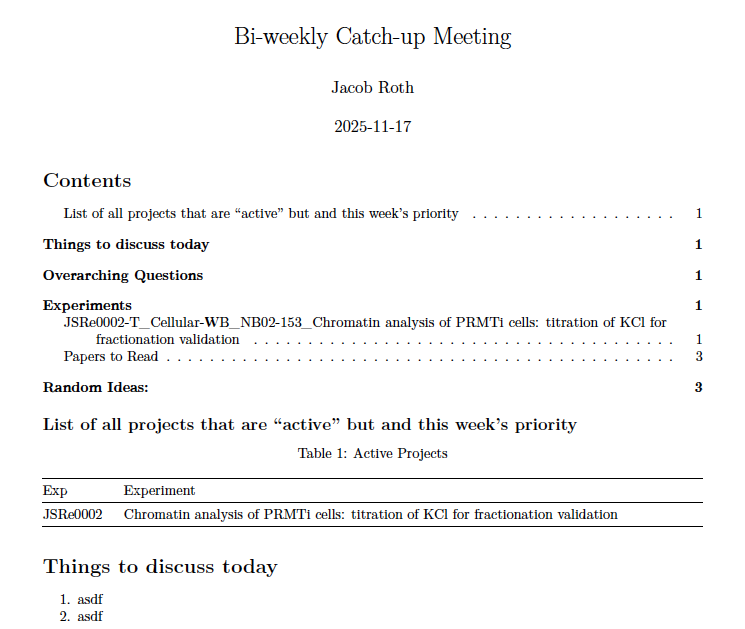 Bi-weekly Catch-up Meeting
Jacob Roth
2025-11-17
Contents
List of all projects that are “active” but and this week’s priority . . . . . . . . . . . . . . . . . . . 1
Things to discuss today 1
Overarching Questions 1
Experiments 1
JSRe0002-T_Cellular-WB_NB02-153_Chromatin analysis of PRMTi cells: titration of KCl for
fractionation validation . . . . . . . . . . . . . . . . . . . . . . . . . . . . . . . . . . . . . . . 1
Papers to Read . . . . . . . . . . . . . . . . . . . . . . . . . . . . . . . . . . . . . . . . . . . . . . . 3
Random Ideas: 3
List of all projects that are “active” but and this week’s priority
Table 1: Active Projects
Exp Experiment
JSRe0002 Chromatin analysis of PRMTi cells: titration of KCl for fractionation validation
Things to discuss today
1. asdf
2. asdf